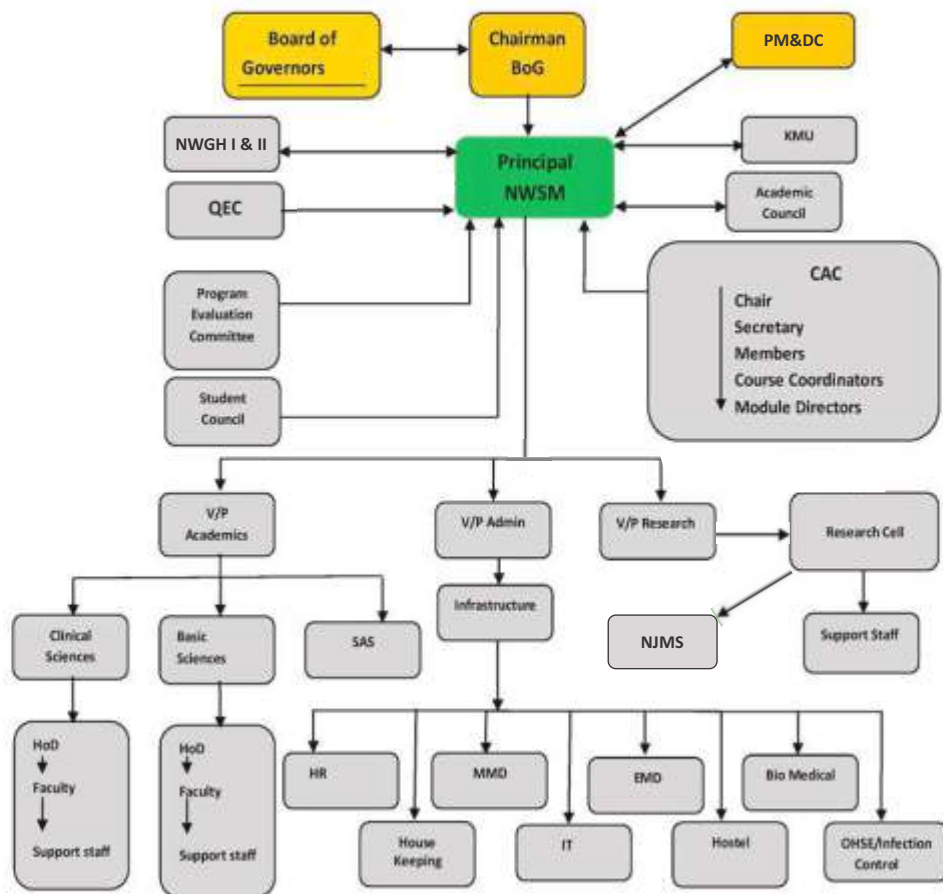 Board of
Governors
Chairman
BoG
PM&DC
NWGH I & II
Principal
NWSM
KMU
QEC
Academic
Council
Program
Evaluation
Committee
CAC
Chair
Secretary
Members
Course Coordinators
Module Directors
Student
Council
V/P
Academics
V/P Admin
V/P Research
Research Cell
Infrastructure
Clinical
Sciences
Basic
Sciences
SAS
NJMS
Support Staff
HoD
Faculty
Support staff
HoD
Faculty
Support staff
HR
MMD
EMD
Bio Medical
House
Keeping
IT
Hostel
OHSE/Infection
Control